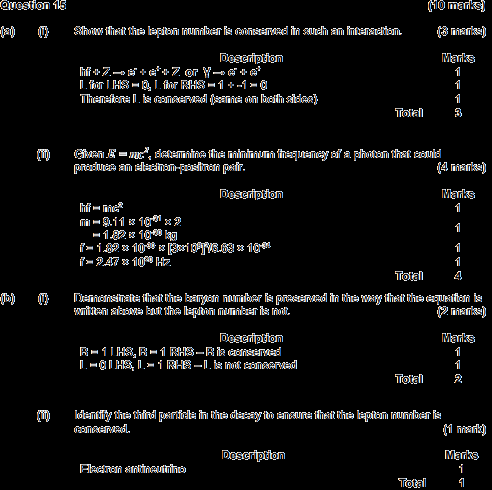 Question 15 (10 marks)
(a) (i) Show that the lepton number is conserved in such an interaction. (3 marks)
Description Marks
hf + Z → e⁻ + e⁺ + Z or γ → e⁻ + e⁺ 1
L for LHS = 0, L for RHS = 1 + -1 = 0 1
Therefore L is conserved (same on both sides) 1
Total 3
(ii) Given E = mc², determine the minimum frequency of a photon that could
produce an electron-positron pair. (4 marks)
Description Marks
hf = mc² 1
m = 9.11 × 10⁻³¹ × 2
= 1.82 × 10⁻³⁰ kg 1
f = 1.82 × 10⁻³⁰ × [3×10⁸]²/6.63 × 10⁻³⁴ 1
f = 2.47 × 10²⁰ Hz 1
Total 4
(b) (i) Demonstrate that the baryon number is preserved in the way that the equation is
written above but the lepton number is not. (2 marks)
Description Marks
B = 1 LHS, B = 1 RHS – B is conserved 1
L = 0 LHS, L = 1 RHS – L is not conserved 1
Total 2
(ii) Identify the third particle in the decay to ensure that the lepton number is
conserved. (1 mark)
Description Marks
Electron antineutrino 1
Total 1